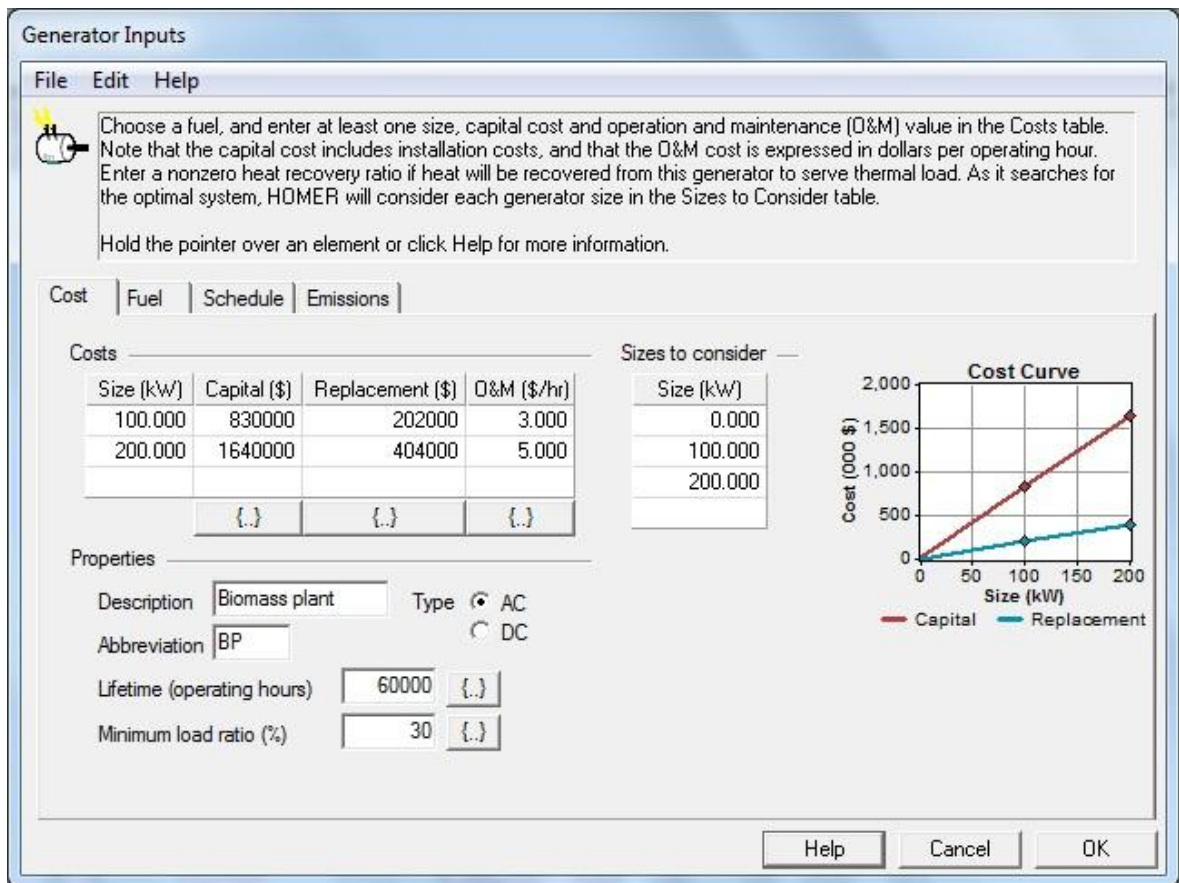 Generator Inputs
File Edit Help
Choose a fuel, and enter at least one size, capital cost and operation and maintenance (O&M) value in the Costs table.
Note that the capital cost includes installation costs, and that the O&M cost is expressed in dollars per operating hour.
Enter a nonzero heat recovery ratio if heat will be recovered from this generator to serve thermal load. As it searches for
the optimal system, HOMER will consider each generator size in the Sizes to Consider table.
Hold the pointer over an element or click Help for more information.
Cost Fuel Schedule Emissions
Costs
Size (kW) Capital ($) Replacement ($) O&M ($/hr)
100.000 830000 202000 3.000
200.000 1640000 404000 5.000
{..} {..} {..}
Sizes to consider
Size (kW)
0.000
100.000
200.000
Cost Curve
Cost (000 $)
2,000
1,500
1,000
500
0
0 50 100 150 200
Size (kW)
Capital Replacement
Properties
Description Biomass plant Type AC
DC
Abbreviation BP
Lifetime (operating hours) 60000 {..}
Minimum load ratio (%) 30 {..}
Help Cancel OK